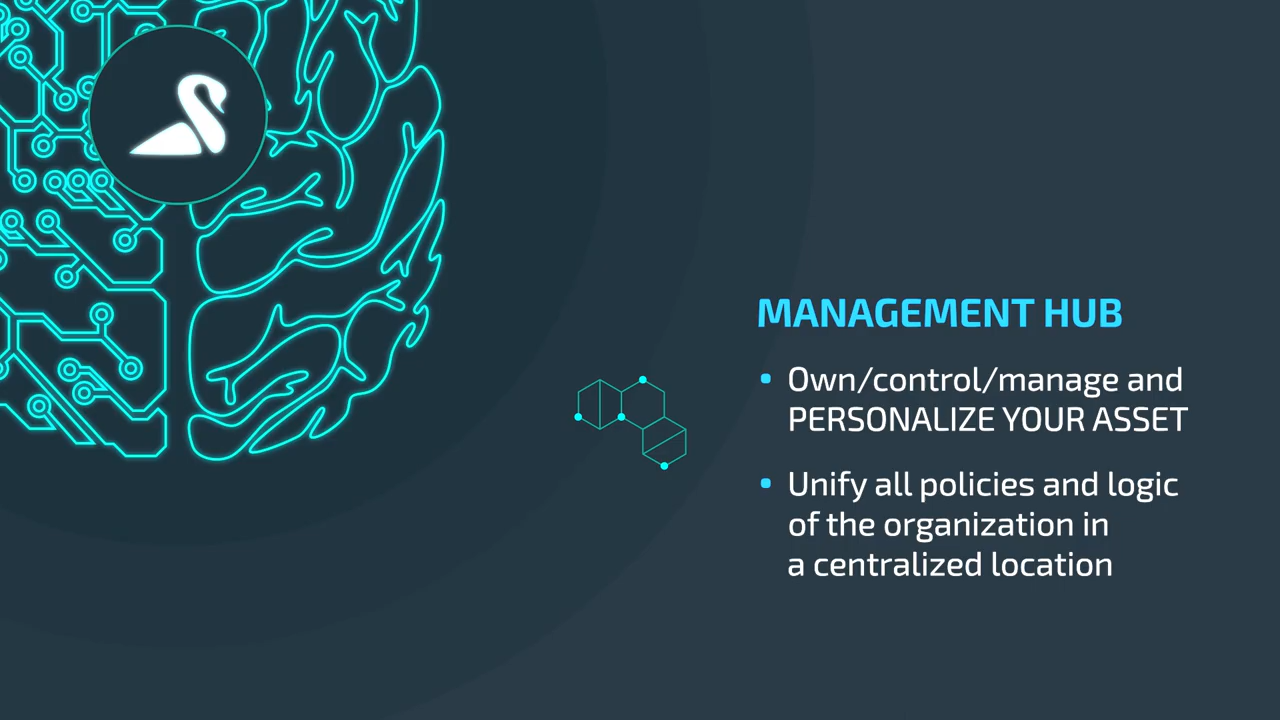 MANAGEMENT HUB
• Own/control/manage and
PERSONALIZE YOUR ASSET
• Unify all policies and logic
of the organization in
a centralized location